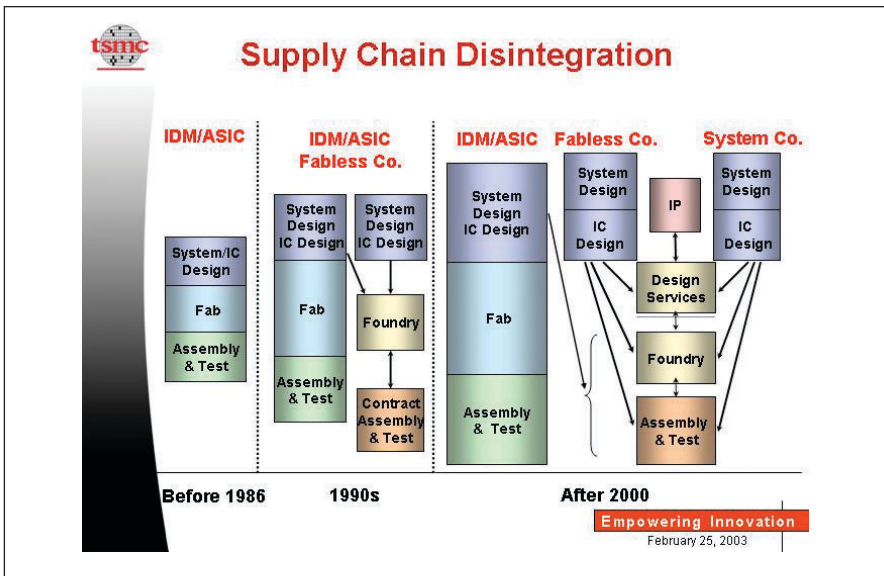 tsmc
Supply Chain Disintegration
IDM/ASIC
System/IC
Design
Fab
Assembly
& Test
Before 1986
IDM/ASIC
Fabless Co.
System
Design
IC Design
Fab
Assembly
& Test
System
Design
IC Design
Foundry
Contract
Assembly
& Test
1990s
IDM/ASIC
System
Design
IC Design
Fab
Assembly
& Test
Fabless Co.
System
Design
IC
Design
IP
Design
Services
Foundry
Assembly
& Test
System Co.
System
Design
IC
Design
After 2000
Empowering Innovation
February 25, 2003